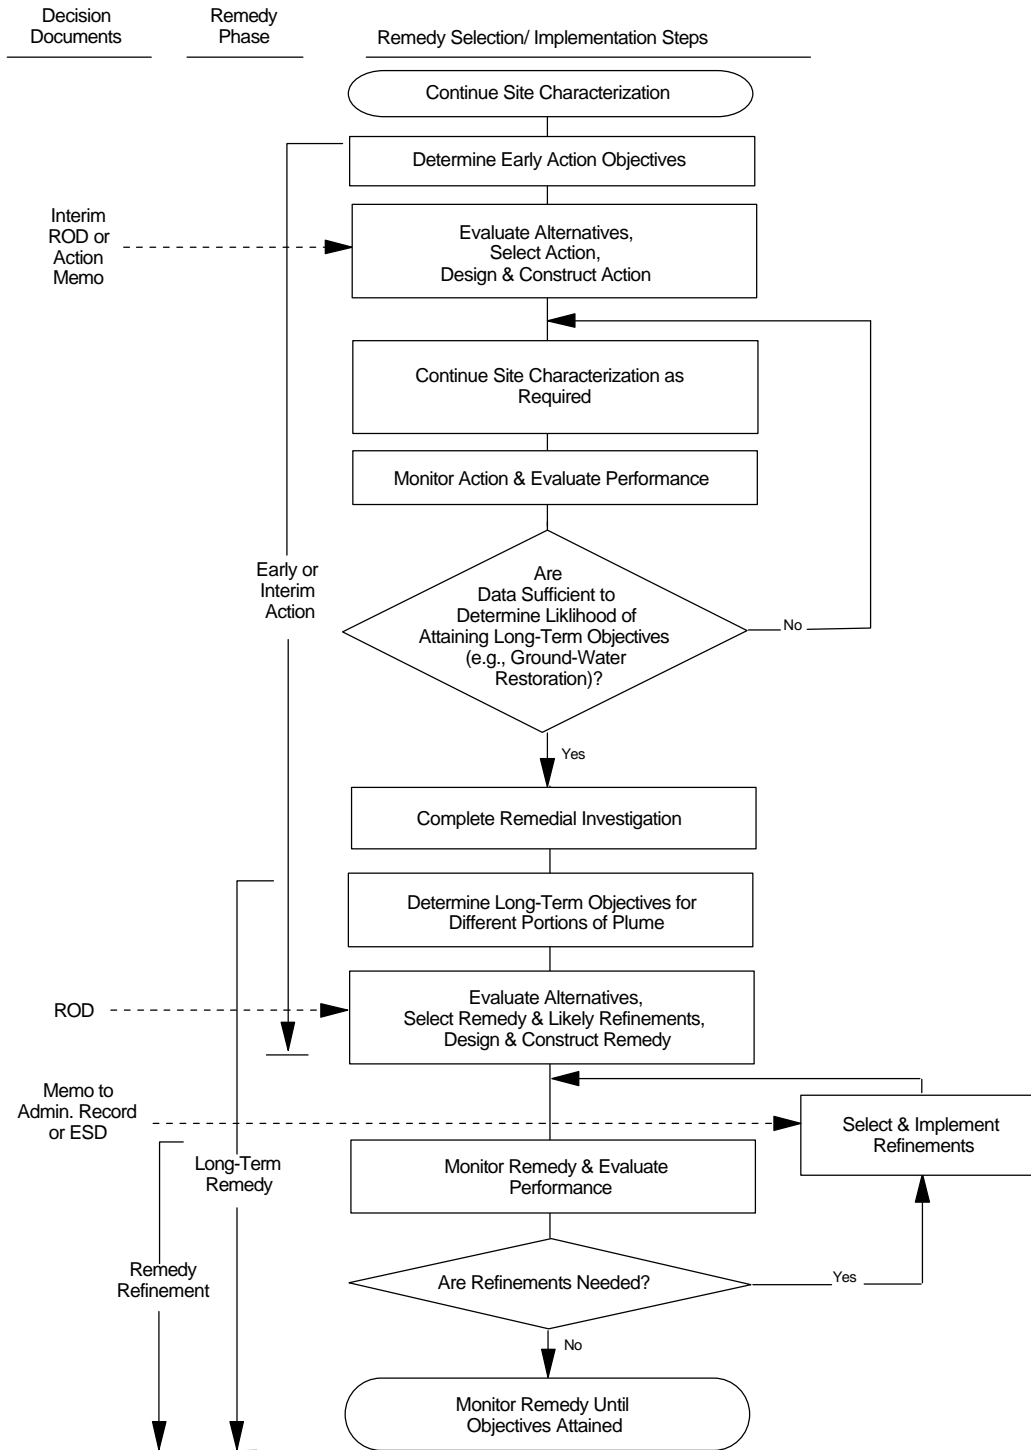 Decision
Documents
Remedy
Phase
Remedy Selection/ Implementation Steps
Continue Site Characterization
Determine Early Action Objectives
Interim
ROD or
Action
Memo
Evaluate Alternatives,
Select Action,
Design & Construct Action
Continue Site Characterization as
Required
Monitor Action & Evaluate Performance
Early or
Interim
Action
Are
Data Sufficient to
Determine Liklihood of
Attaining Long-Term Objectives
(e.g., Ground-Water
Restoration)?
No
Yes
Complete Remedial Investigation
Determine Long-Term Objectives for
Different Portions of Plume
ROD
Evaluate Alternatives,
Select Remedy & Likely Refinements,
Design & Construct Remedy
Memo to
Admin. Record
or ESD
Select & Implement
Refinements
Long-Term
Remedy
Monitor Remedy & Evaluate
Performance
Remedy
Refinement
Are Refinements Needed?
Yes
No
Monitor Remedy Until
Objectives Attained